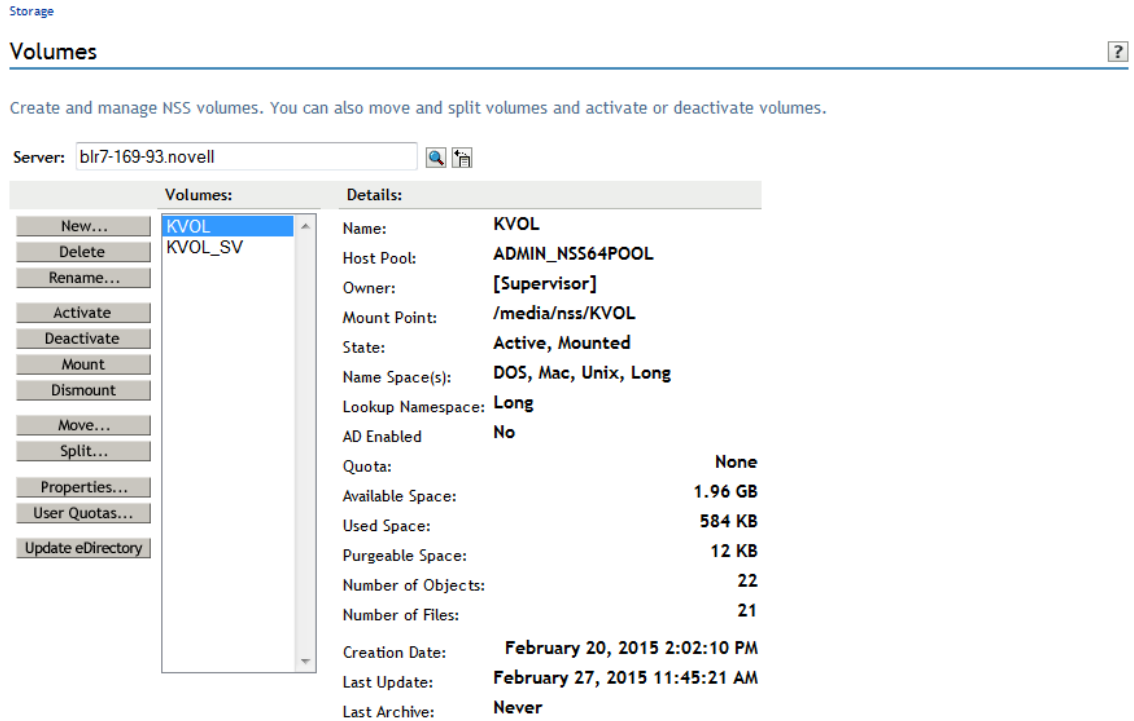 Storage
Volumes
?
Create and manage NSS volumes. You can also move and split volumes and activate or deactivate volumes.
Server: blr7-169-93.novell
Volumes: Details:
New...
Delete
Rename...
Activate
Deactivate
Mount
Dismount
Move...
Split...
Properties...
User Quotas...
Update eDirectory
KVOL
KVOL_SV
Name: KVOL
Host Pool: ADMIN_NSS64POOL
Owner: [Supervisor]
Mount Point: /media/nss/KVOL
State: Active, Mounted
Name Space(s): DOS, Mac, Unix, Long
Lookup Namespace: Long
AD Enabled No
Quota: None
Available Space: 1.96 GB
Used Space: 584 KB
Purgeable Space: 12 KB
Number of Objects: 22
Number of Files: 21
Creation Date: February 20, 2015 2:02:10 PM
Last Update: February 27, 2015 11:45:21 AM
Last Archive: Never